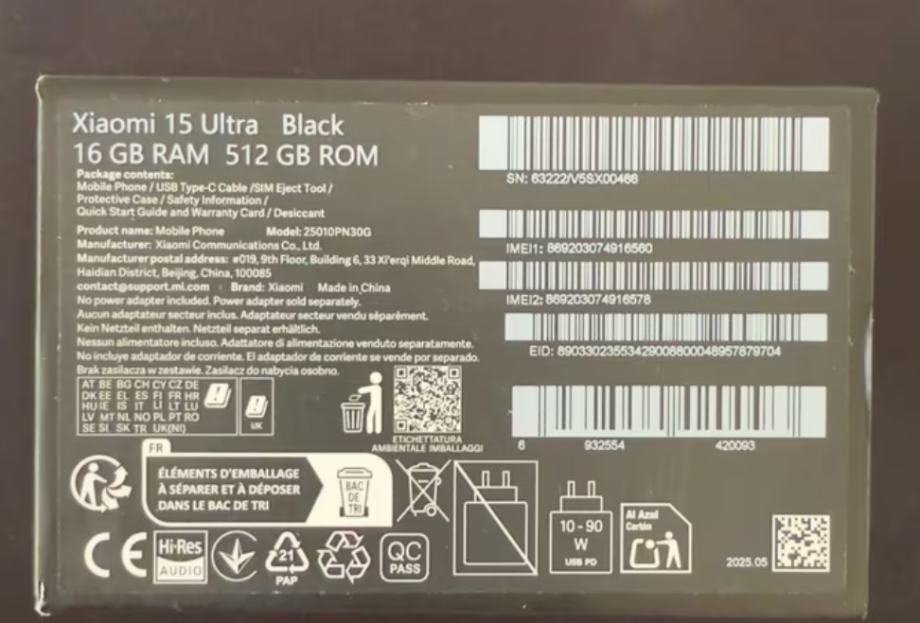 Xiaomi 15 Ultra Black
16 GB RAM 512 GB ROM
Package contents:
Mobile Phone / USB Type-C Cable /SIM Eject Tool /
Protective Case / Safety Information /
Quick Start Guide and Warranty Card / Desiccant
Product name: Mobile Phone Model: 25010PN30G
Manufacturer: Xiaomi Communications Co., Ltd.
Manufacturer postal address: #019, 9th Floor, Building 6, 33 Xi'erqi Middle Road,
Haidian District, Beijing, China, 100085
contact@support.mi.com Brand: Xiaomi Made in China
No power adapter included. Power adapter sold separately.
Aucun adaptateur secteur inclus. Adaptateur secteur vendu séparément.
Kein Netzteil enthalten. Netzteil separat erhältlich.
Nessun alimentatore incluso. Adattatore di alimentazione venduto separatamente.
No incluye adaptador de corriente. El adaptador de corriente se vende por separado.
Brak zasilacza w zestawie. Zasilacz do nabycia osobno.
AT BE BG CH CY CZ DE
DK EE EL ES FI FR HR
HU IE IS IT LI LT LU
LV MT NL NO PL PT RO
SE SI SK TR UK(NI)
UK
ETICHETTATURA
AMBIENTALE IMBALLAGGI
SN: 63222/V5SX00466
IMEI1: 869203074916560
IMEI2: 869203074916578
EID: 89033023553429008800048957879704
6 932554 420093
FR
ÉLÉMENTS D'EMBALLAGE
À SÉPARER ET À DÉPOSER
DANS LE BAC DE TRI
BAC
DE
TRI
CE
Hi-Res
AUDIO
21
PAP
QC
PASS
10 - 90
W
USB PD
Al Azul
Cartón
2025.05